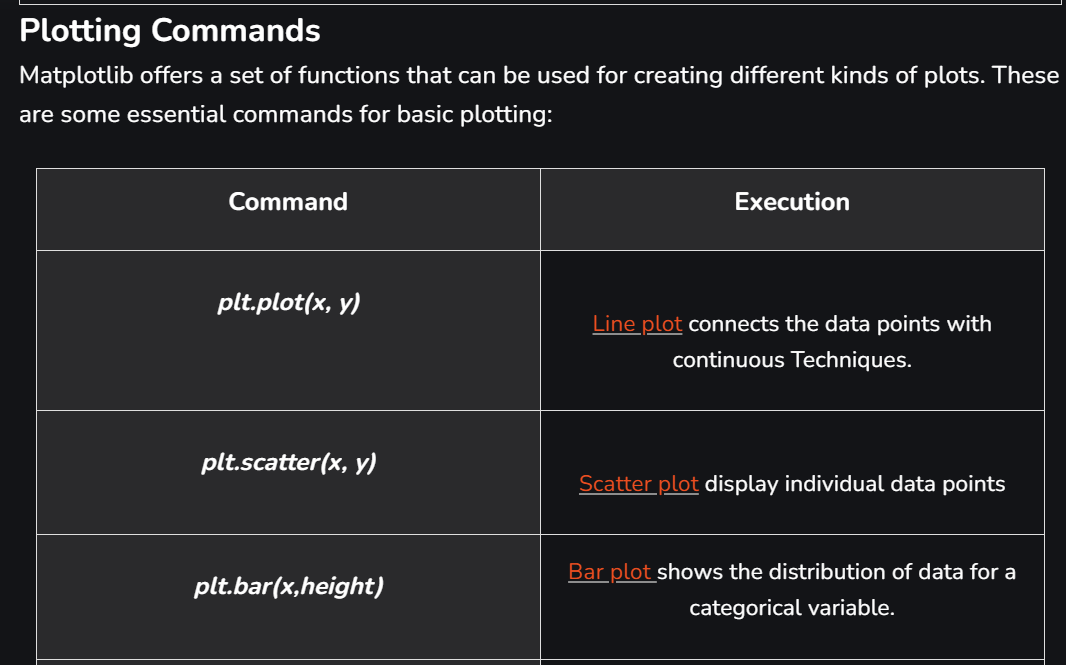 Plotting Commands
Matplotlib offers a set of functions that can be used for creating different kinds of plots. These
are some essential commands for basic plotting:
Command
Execution
plt.plot(x, y)
Line plot connects the data points with
continuous Techniques.
plt.scatter(x, y)
Scatter plot display individual data points
plt.bar(x,height)
Bar plot shows the distribution of data for a
categorical variable.